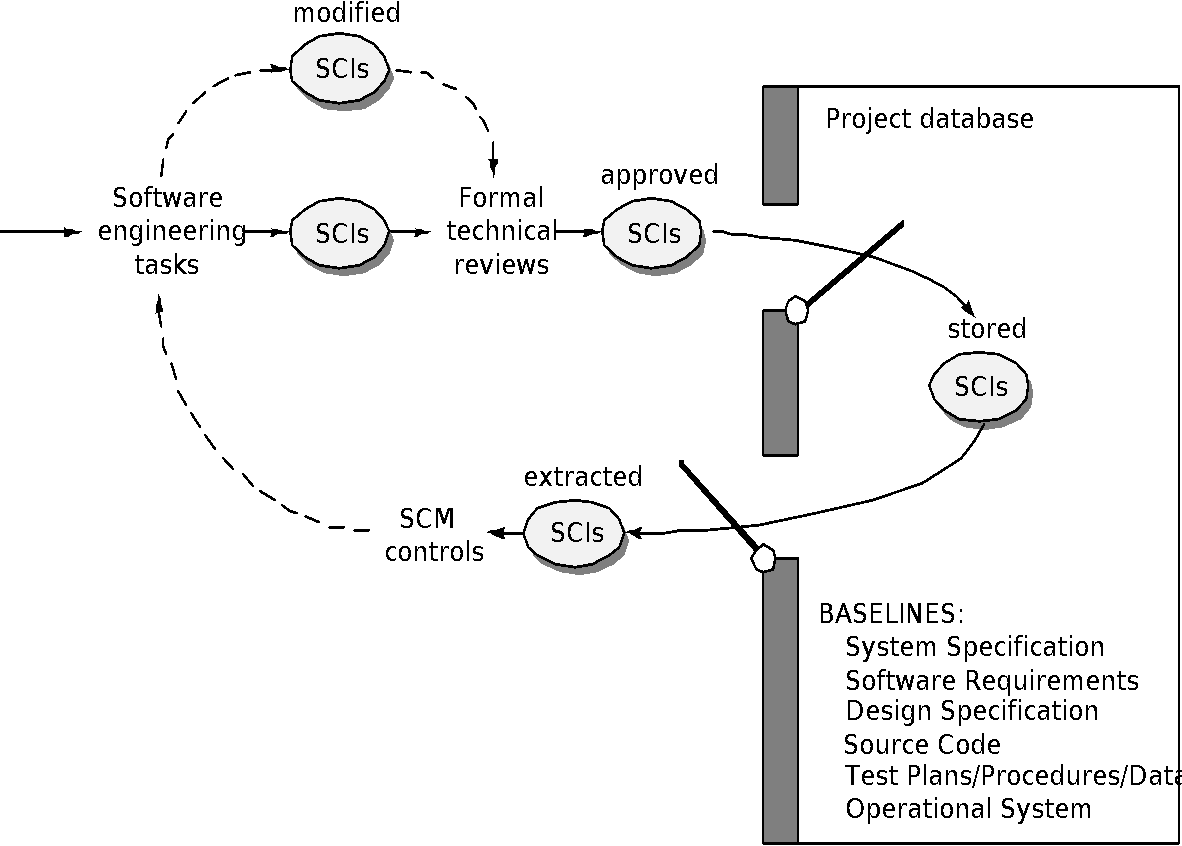 modified
SCIs
Project database
approved
Software
engineering
tasks
SCIs
Formal
technical
reviews
SCIs
stored
SCIs
extracted
SCIs
SCM
controls
BASELINES:
System Specification
Software Requirements
Design Specification
Source Code
Test Plans/Procedures/Data
Operational System